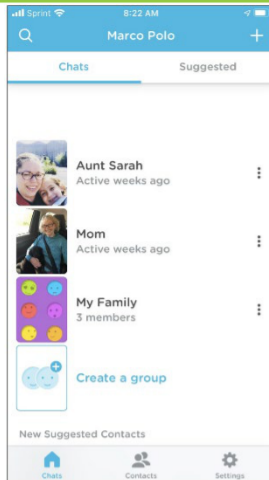 Sprint 8:22 AM
Marco Polo
Chats Suggested
Aunt Sarah
Active weeks ago
Mom
Active weeks ago
My Family
3 members
Create a group
New Suggested Contacts
Chats Contacts Settings